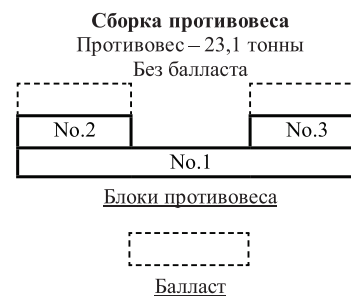 Сборка противовеса
Противовес – 23,1 тонны
Без балласта
No.2 No.3
No.1
Блоки противовеса
Балласт